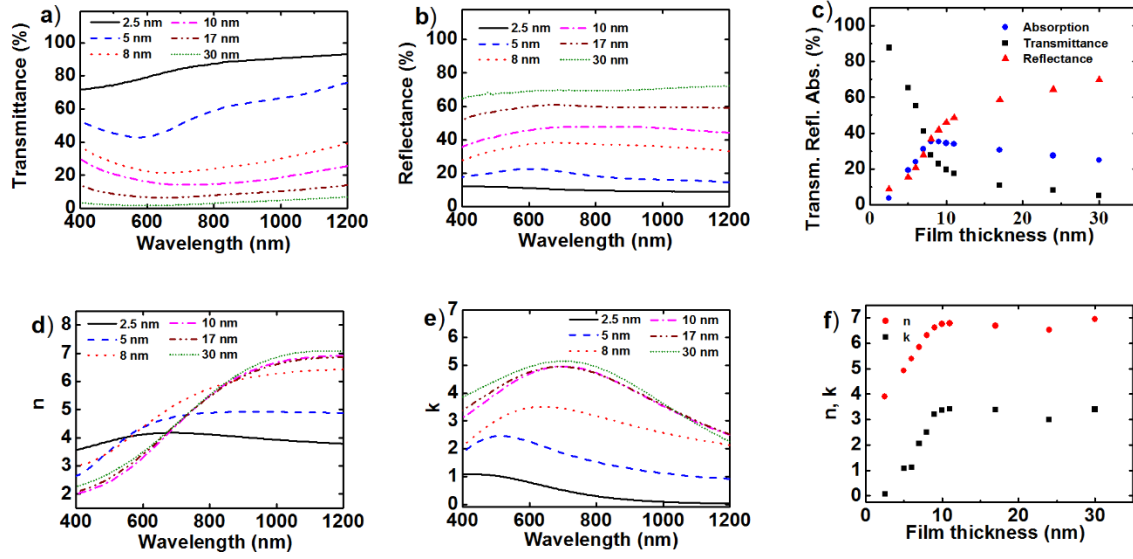 a)
2.5 nm
10 nm
5 nm
17 nm
8 nm
30 nm
100
80
60
40
20
0
Transmittance (%)
400
600
800
1000
1200
Wavelength (nm)
b)
2.5 nm
10 nm
5 nm
17 nm
8 nm
30 nm
100
80
60
40
20
0
Reflectance (%)
400
600
800
1000
1200
Wavelength (nm)
c)
Absorption
Transmittance
Reflectance
100
80
60
40
20
0
Transm. Refl. Abs. (%)
0
10
20
30
Film thickness (nm)
d)
2.5 nm
10 nm
5 nm
17 nm
8 nm
30 nm
8
7
6
5
4
3
2
n
400
600
800
1000
1200
Wavelength (nm)
e)
2.5 nm
10 nm
5 nm
17 nm
8 nm
30 nm
7
6
5
4
3
2
1
0
k
400
600
800
1000
1200
Wavelength (nm)
f)
n
k
7
6
5
4
3
2
1
0
n, k
0
10
20
30
Film thickness (nm)